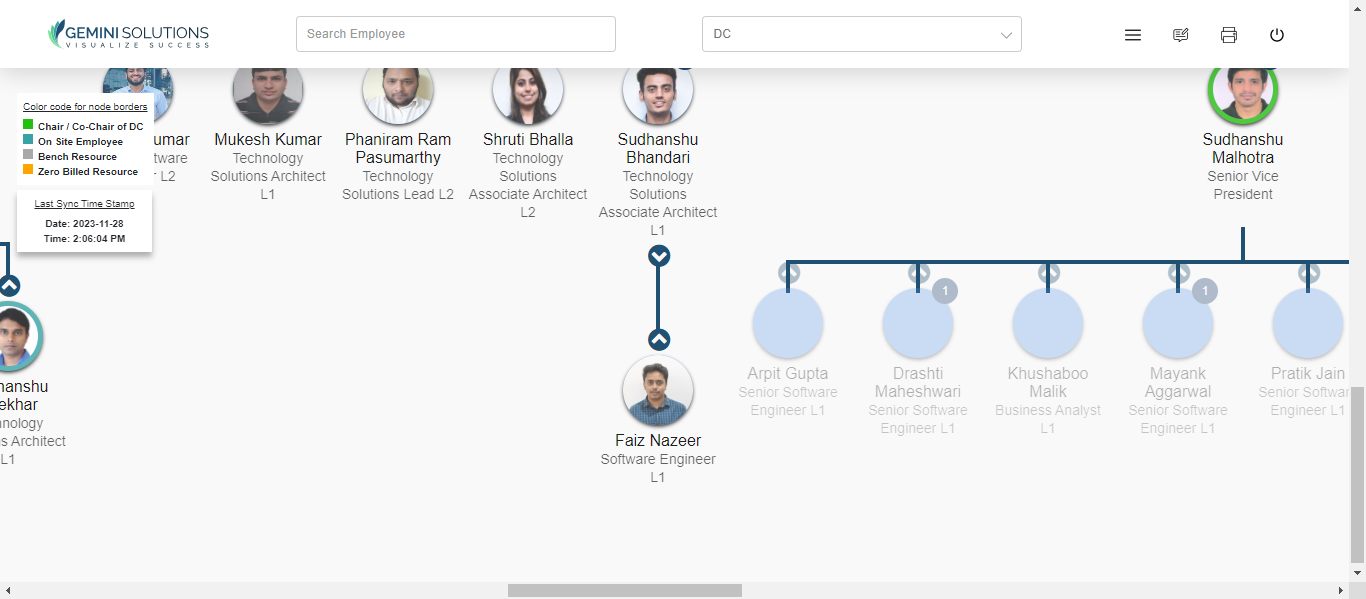 GEMINI SOLUTIONS
VISUALIZE SUCCESS
Search Employee
DC
Color code for node borders
Chair / Co-Chair of DC
On Site Employee
Bench Resource
Zero Billed Resource
Last Sync Time Stamp
Date: 2023-11-28
Time: 2:06:04 PM
L2
Mukesh Kumar
Technology
Solutions Architect
L1
Phaniram Ram
Pasumarthy
Technology
Solutions Lead L2
Shruti Bhalla
Technology
Solutions
Associate Architect
L2
Sudhanshu
Bhandari
Technology
Solutions
Associate Architect
L1
Sudhanshu
Malhotra
Senior Vice
President
Architect
L1
Faiz Nazeer
Software Engineer
L1
Arpit Gupta
Senior Software
Engineer L1
1
Drashti
Maheshwari
Senior Software
Engineer L1
Khushaboo
Malik
Business Analyst
L1
1
Mayank
Aggarwal
Senior Software
Engineer L1
Pratik Jain
Senior Softwar
Engineer L1